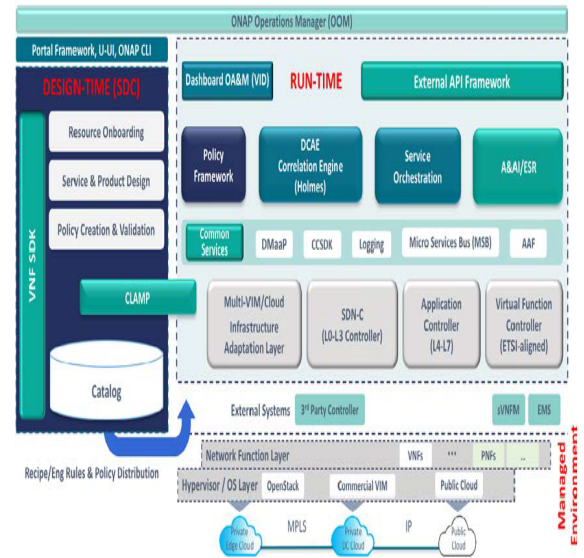 ONAP Operations Manager (OOM)
Portal Framework, U-UI, ONAP CLI
DESIGN-TIME (SDC)
VNF SDK
Resource Onboarding
Service & Product Design
Policy Creation & Validation
CLAMP
Catalog
Recipe/Eng Rules & Policy Distribution
Dashboard OA&M (VID)
RUN-TIME
External API Framework
Policy
Framework
DCAE
Correlation Engine
(Holmes)
Service
Orchestration
A&AI/ESR
Common
Services
DMaaP
CCSDK
Logging
Micro Services Bus (MSB)
AAF
Multi-VIM/Cloud
Infrastructure
Adaptation Layer
SDN-C
(L0-L3 Controller)
Application
Controller
(L4-L7)
Virtual Function
Controller
(ETSI-aligned)
External Systems
3rd Party Controller
sVNFM
EMS
Network Function Layer
VNFs
...
PNFs
..
Hypervisor / OS Layer
OpenStack
Commercial VIM
Public Cloud
Private
Edge Cloud
MPLS
Private
DC Cloud
IP
Public
Cloud
Managed
Environment